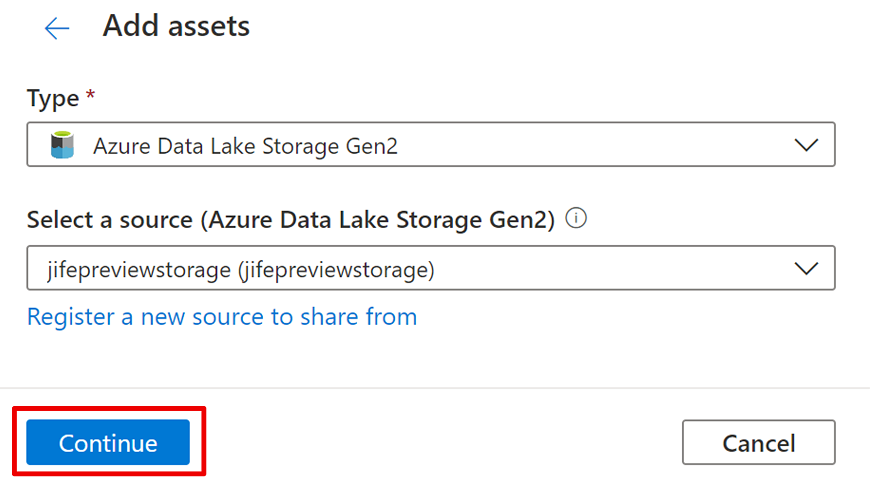 Add assets
Type *
Azure Data Lake Storage Gen2
Select a source (Azure Data Lake Storage Gen2)
jifepreviewstorage (jifepreviewstorage)
Register a new source to share from
Continue
Cancel